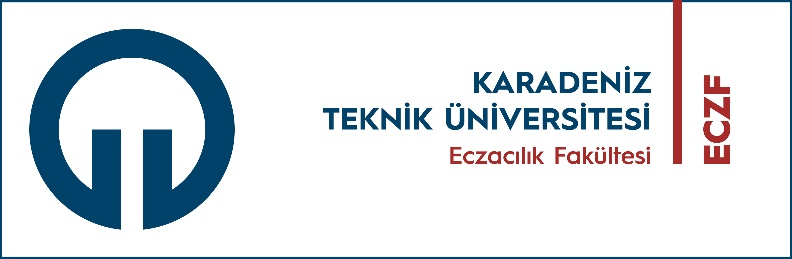 KARADENİZ
TEKNİK ÜNİVERSİTESİ
Eczacılık Fakültesi
ECZF